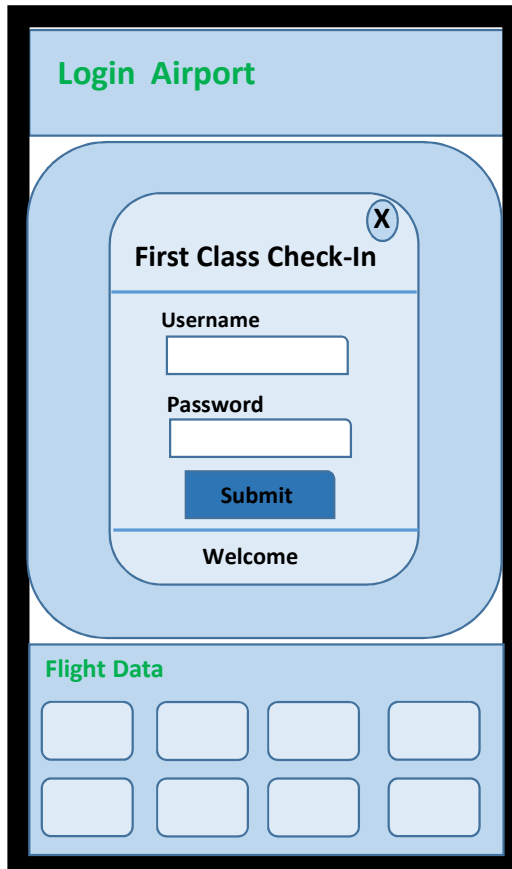 Login Airport
X
First Class Check-In
Username
Password
Submit
Welcome
Flight Data